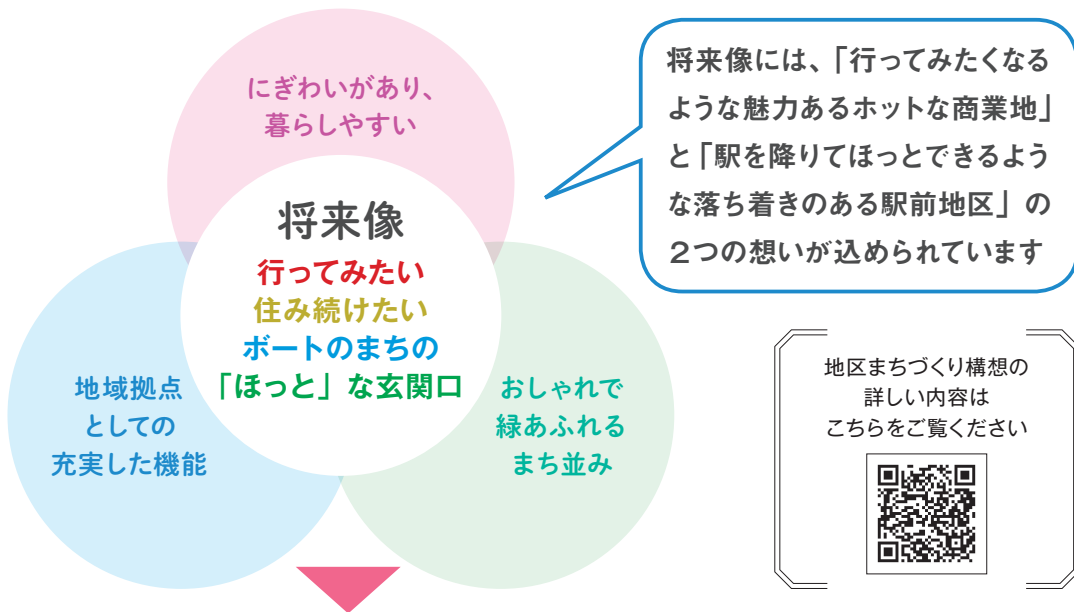 にぎわいがあり、
暮らしやすい
将来像
行ってみたい
住み続けたい
ボートのまちの
「ほっと」な玄関口
地域拠点
としての
充実した機能
おしゃれで
緑あふれる
まち並み
将来像には、「行ってみたくなる
ような魅力あるホットな商業地」
と「駅を降りてほっとできるよう
な落ち着きのある駅前地区」の
２つの想いが込められています
地区まちづくり構想の
詳しい内容は
こちらをご覧ください